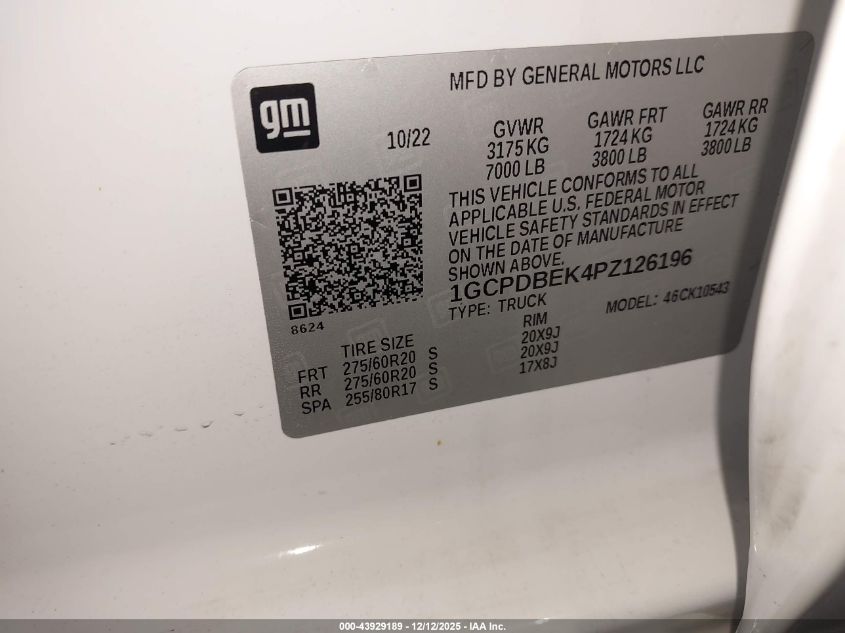 gm
MFD BY GENERAL MOTORS LLC
10/22
GVWR GAWR FRT GAWR RR
3175 KG 1724 KG 1724 KG
7000 LB 3800 LB 3800 LB
THIS VEHICLE CONFORMS TO ALL
APPLICABLE U.S. FEDERAL MOTOR
VEHICLE SAFETY STANDARDS IN EFFECT
ON THE DATE OF MANUFACTURE
SHOWN ABOVE.
1GCPDBEK4PZ126196
TYPE: TRUCK MODEL: 46CK10543
8624
TIRE SIZE RIM
FRT 275/60R20 S 20X9J
RR 275/60R20 S 20X9J
SPA 255/80R17 S 17X8J
000-43929189 - 12/12/2025 - IAA Inc.